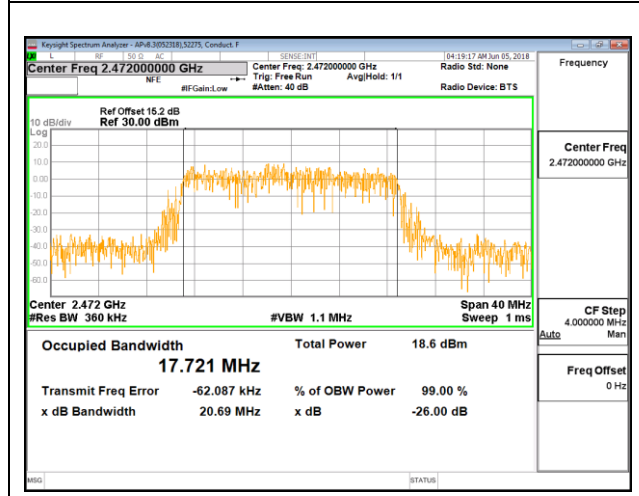 Keysight Spectrum Analyzer - APv8.3(052318),52275, Conduct. F
L RF 50 Ω AC SENSE:INT 04:19:17 AM Jun 05, 2018
Center Freq 2.472000000 GHz Center Freq: 2.472000000 GHz Radio Std: None Frequency
NFE Trig: Free Run Avg|Hold: 1/1
#IFGain:Low #Atten: 40 dB Radio Device: BTS
Ref Offset 15.2 dB
10 dB/div Ref 30.00 dBm
Log
20.0
10.0
0.00
-10.0
-20.0
-30.0
-40.0
-50.0
-60.0
Center Freq
2.472000000 GHz
Center 2.472 GHz Span 40 MHz
#Res BW 360 kHz #VBW 1.1 MHz Sweep 1 ms
CF Step
4.000000 MHz
Auto Man
Occupied Bandwidth Total Power 18.6 dBm
17.721 MHz
Freq Offset
0 Hz
Transmit Freq Error -62.087 kHz % of OBW Power 99.00 %
x dB Bandwidth 20.69 MHz x dB -26.00 dB
MSG STATUS